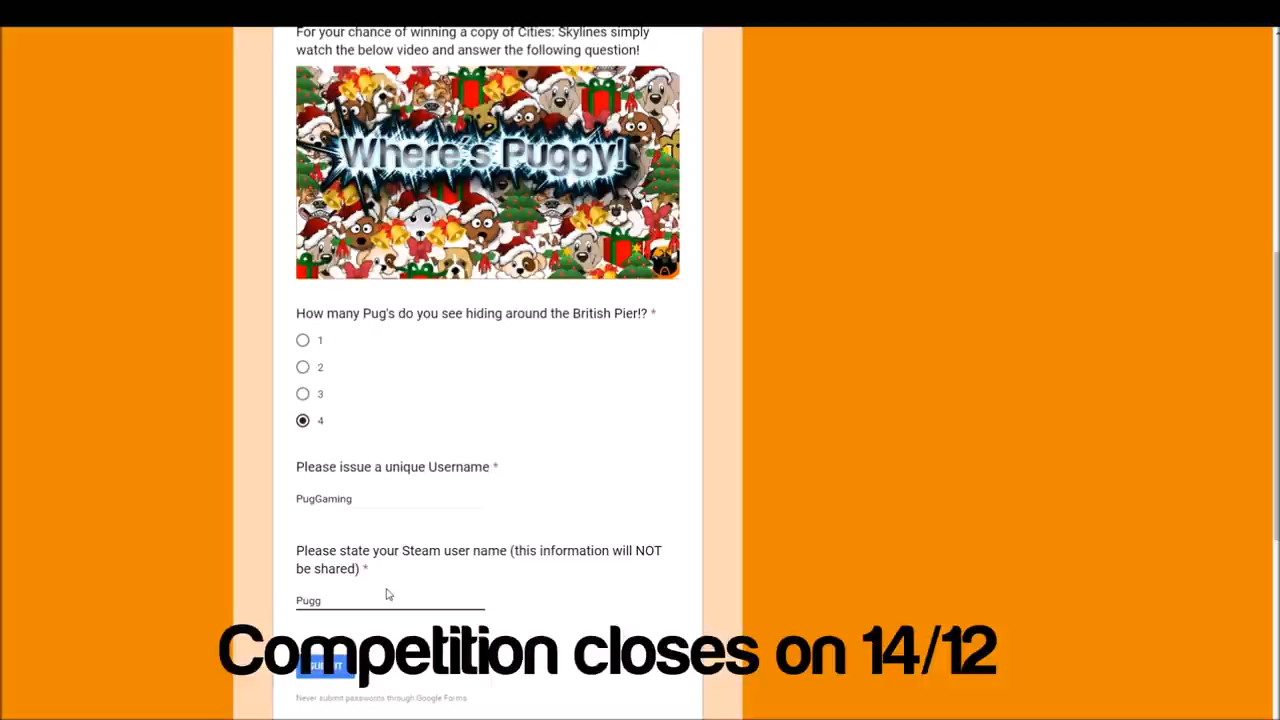 For your chance of winning a copy of Cities: Skylines simply
watch the below video and answer the following question!
Where's Puggy!
How many Pug's do you see hiding around the British Pier!? *
1
2
3
4
Please issue a unique Username *
PugGaming
Please state your Steam user name (this information will NOT
be shared) *
Pugg
Competition closes on 14/12
SUBMIT
Never submit passwords through Google Forms.